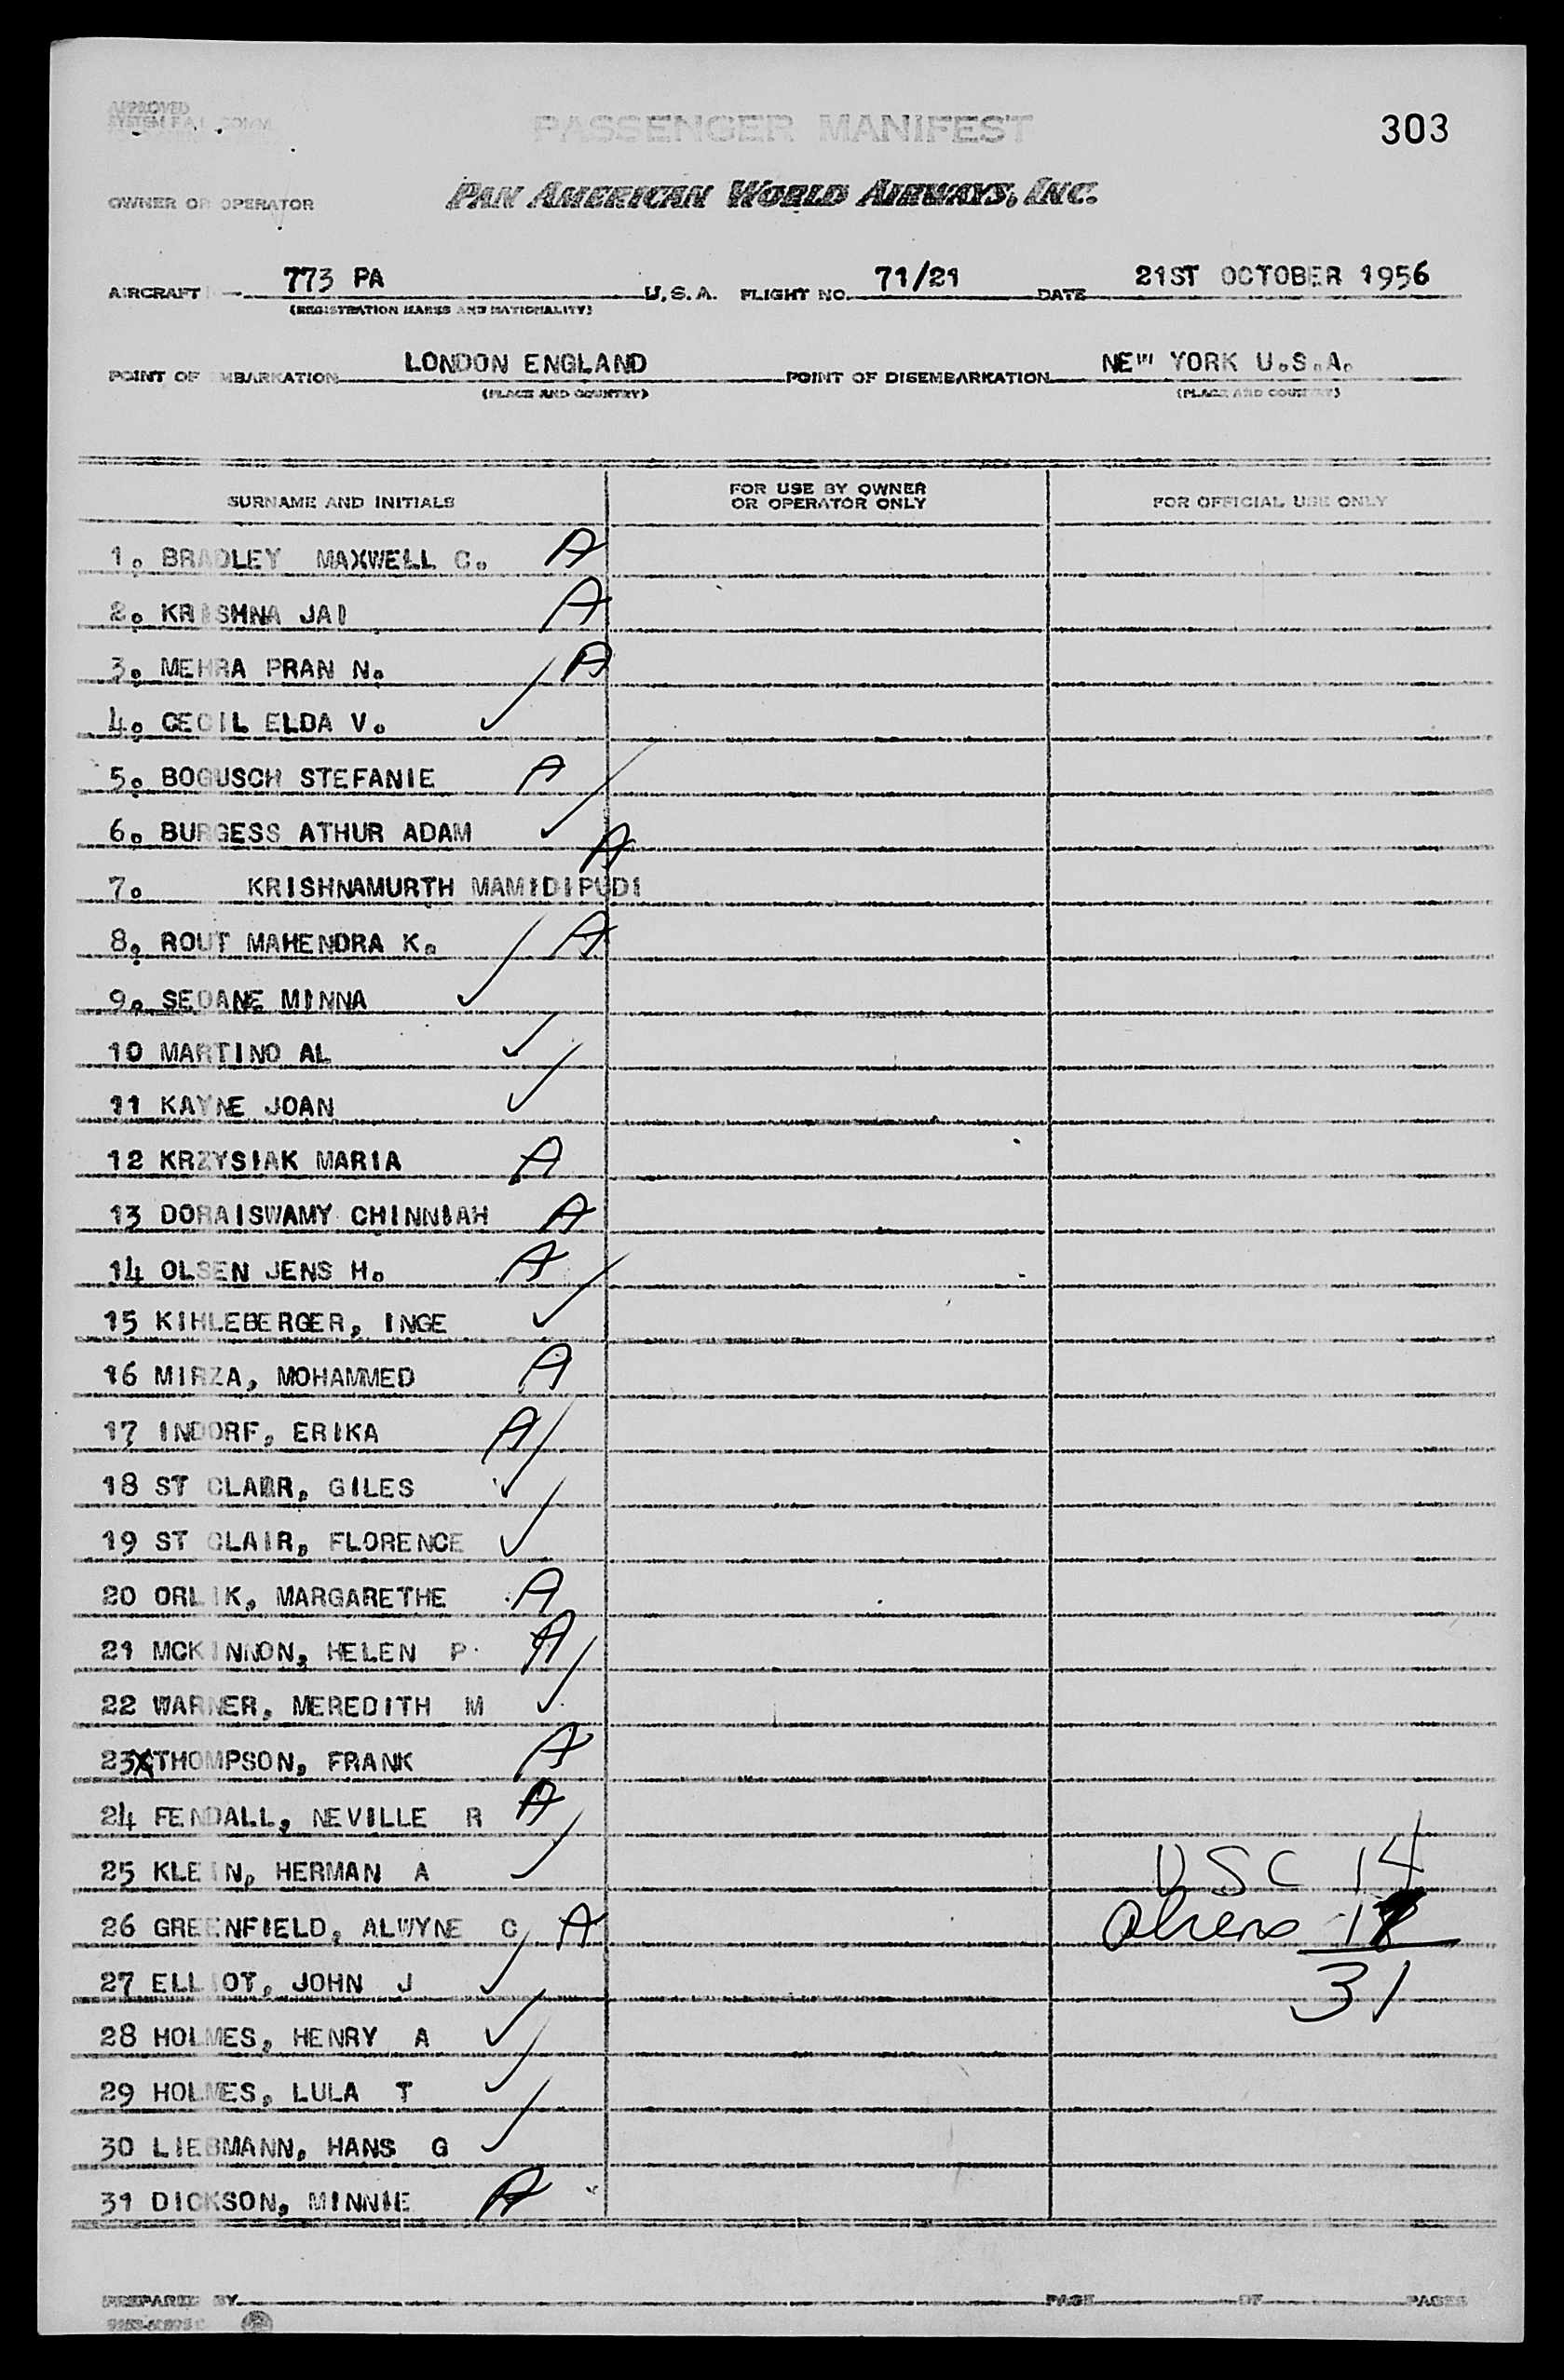 APPROVED
SYSTEM F.A.L. COMM
PASSENGER MANIFEST
303
OWNER OR OPERATOR
PAN AMERICAN WORLD AIRWAYS, INC.
AIRCRAFT 773 PA U.S.A. FLIGHT NO. 71/21 DATE 21ST OCTOBER 1956
(REGISTRATION MARKS AND NATIONALITY)
POINT OF EMBARKATION LONDON ENGLAND POINT OF DISEMBARKATION NEW YORK U.S.A.
(PLACE AND COUNTRY) (PLACE AND COUNTRY)
SURNAME AND INITIALS
FOR USE BY OWNER
OR OPERATOR ONLY
FOR OFFICIAL USE ONLY
1. BRADLEY MAXWELL C. A
2. KRISHNA JAI A
3. MEHRA PRAN N. A
4. CECIL ELDA V. ✓
5. BOGUSCH STEFANIE A
6. BURGESS ATHUR ADAM ✓
7. KRISHNAMURTH MAMIDIPUDI A
8. ROUT MAHENDRA K. A
9. SEOANE MINNA ✓
10 MARTINO AL ✓
11 KAYNE JOAN ✓
12 KRZYSIAK MARIA A
13 DORAISWAMY CHINNIAH A
14 OLSEN JENS H. A
15 KIHLEBERGER, INGE ✓
16 MIRZA, MOHAMMED A
17 INDORF, ERIKA A
18 ST CLAIR, GILES ✓
19 ST CLAIR, FLORENCE ✓
20 ORLIK, MARGARETHE A
21 MCKINNON, HELEN P A
22 WARNER, MEREDITH M ✓
23 THOMPSON, FRANK A
24 FENDALL, NEVILLE R A
25 KLEIN, HERMAN A ✓
26 GREENFIELD, ALWYNE C A
27 ELLIOT, JOHN J ✓
28 HOLMES, HENRY A ✓
29 HOLMES, LULA T ✓
30 LIEBMANN, HANS G ✓
31 DICKSON, MINNIE A
USC 14
Aliens 17
31
PREPARED BY PAGE OF PAGES